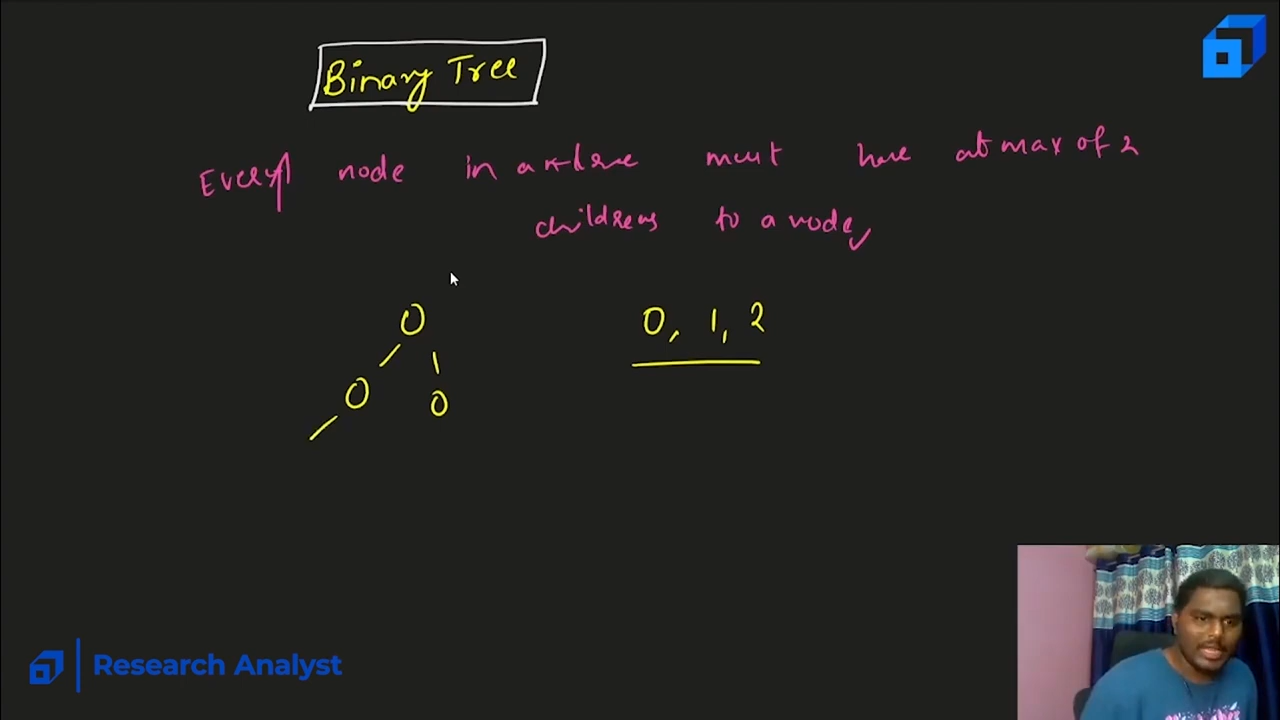 Binary Tree
Every node in a must have at max of 2
childrens to a node
0, 1, 2
Research Analyst